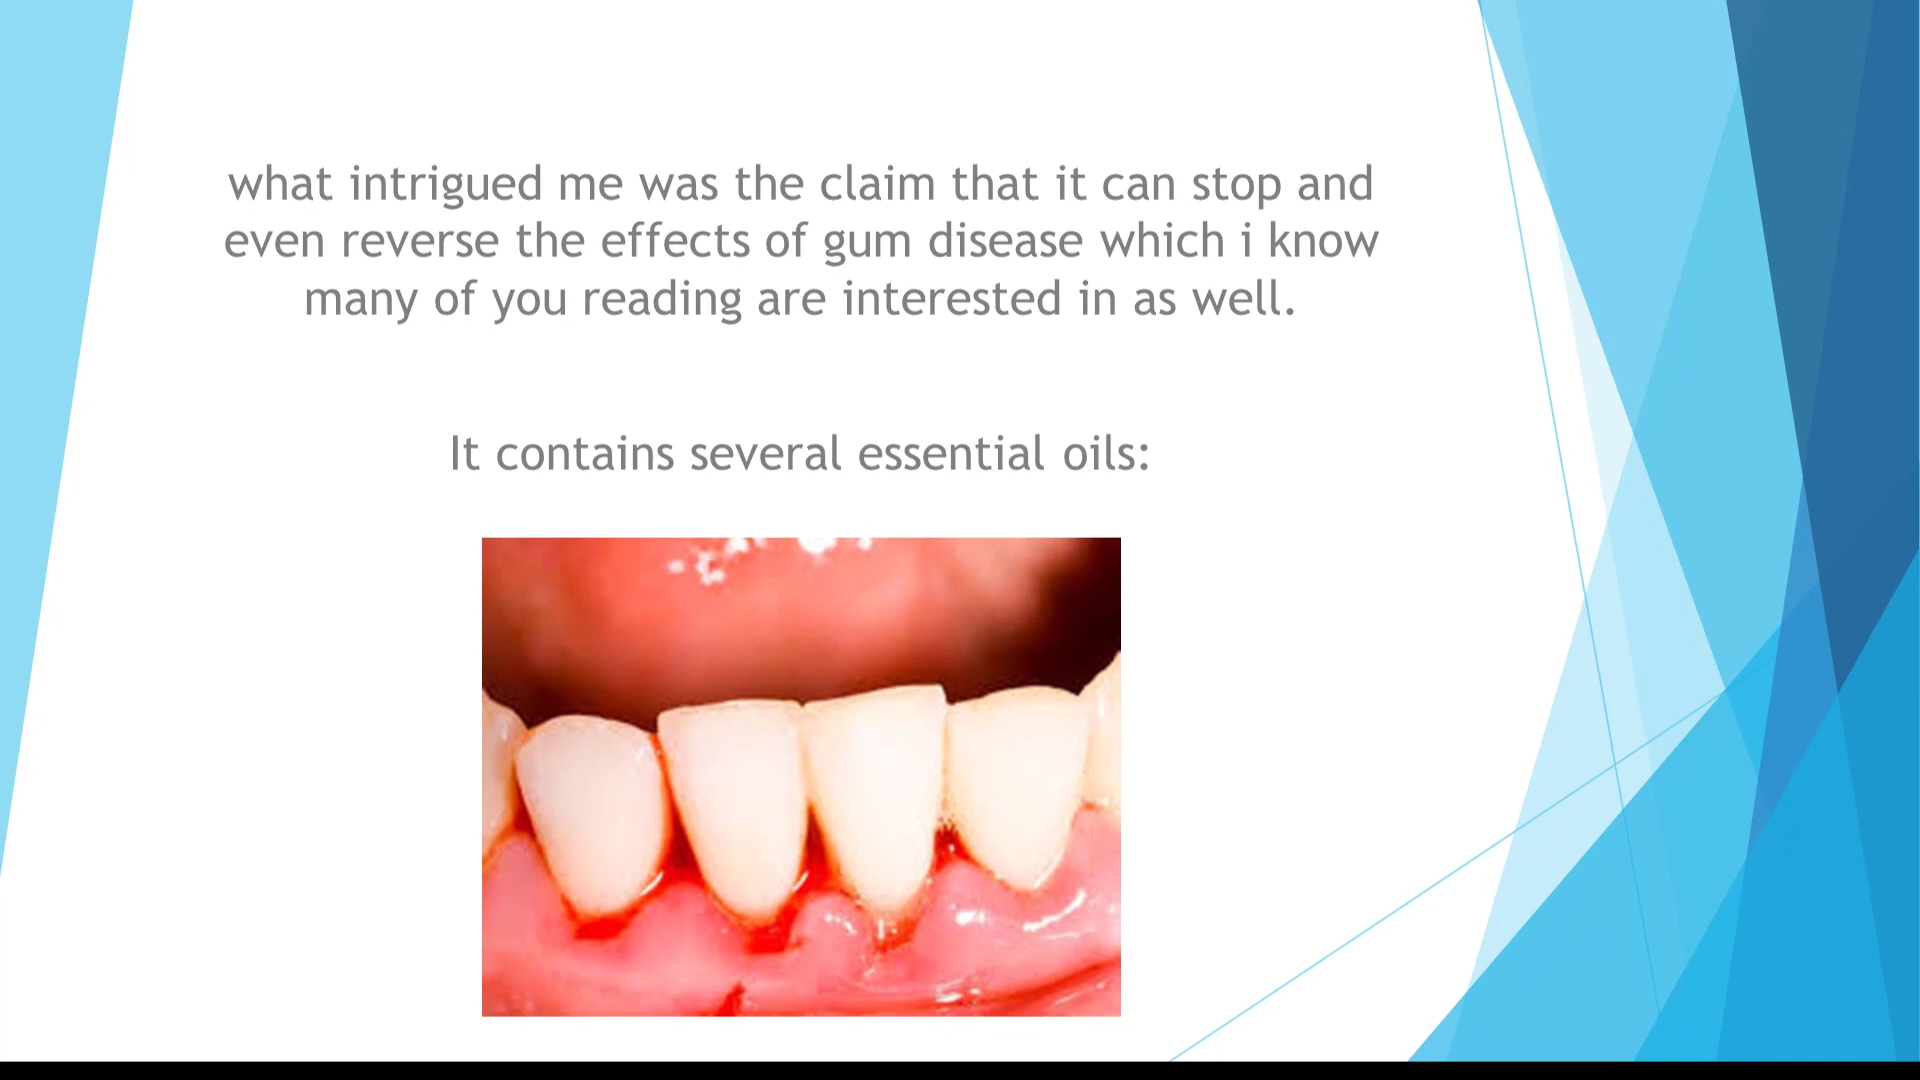 what intrigued me was the claim that it can stop and
even reverse the effects of gum disease which i know
many of you reading are interested in as well.
It contains several essential oils: